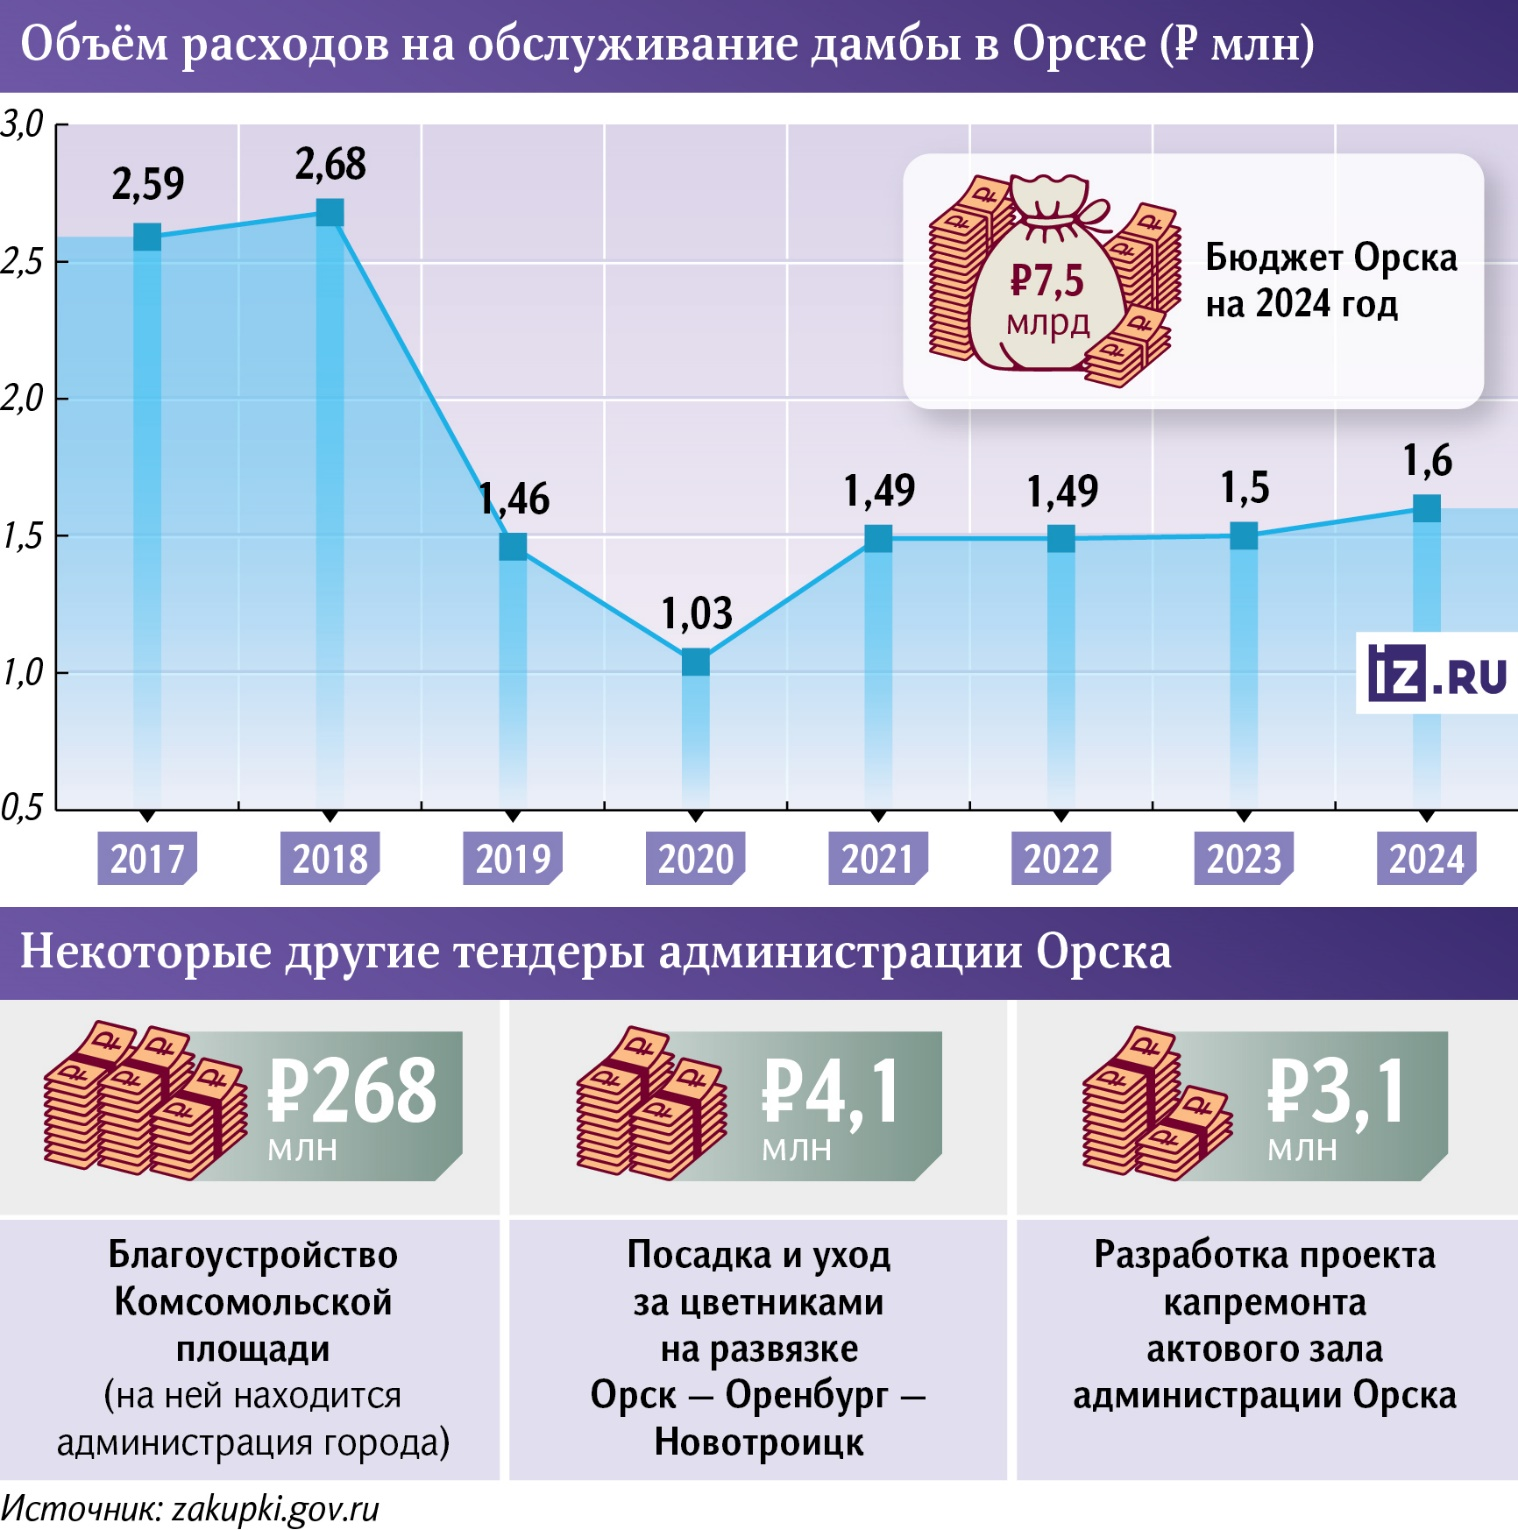 Объём расходов на обслуживание дамбы в Орске (₽ млн)
3,0
2,5
2,0
1,5
1,0
0,5
2,59
2,68
1,46
1,03
1,49
1,49
1,5
1,6
₽7,5
млрд
Бюджет Орска
на 2024 год
iz.RU
2017
2018
2019
2020
2021
2022
2023
2024
Некоторые другие тендеры администрации Орска
₽268
млн
Благоустройство
Комсомольской
площади
(на ней находится
администрация города)
₽4,1
млн
Посадка и уход
за цветниками
на развязке
Орск — Оренбург —
Новотроицк
₽3,1
млн
Разработка проекта
капремонта
актового зала
администрации Орска
Источник: zakupki.gov.ru